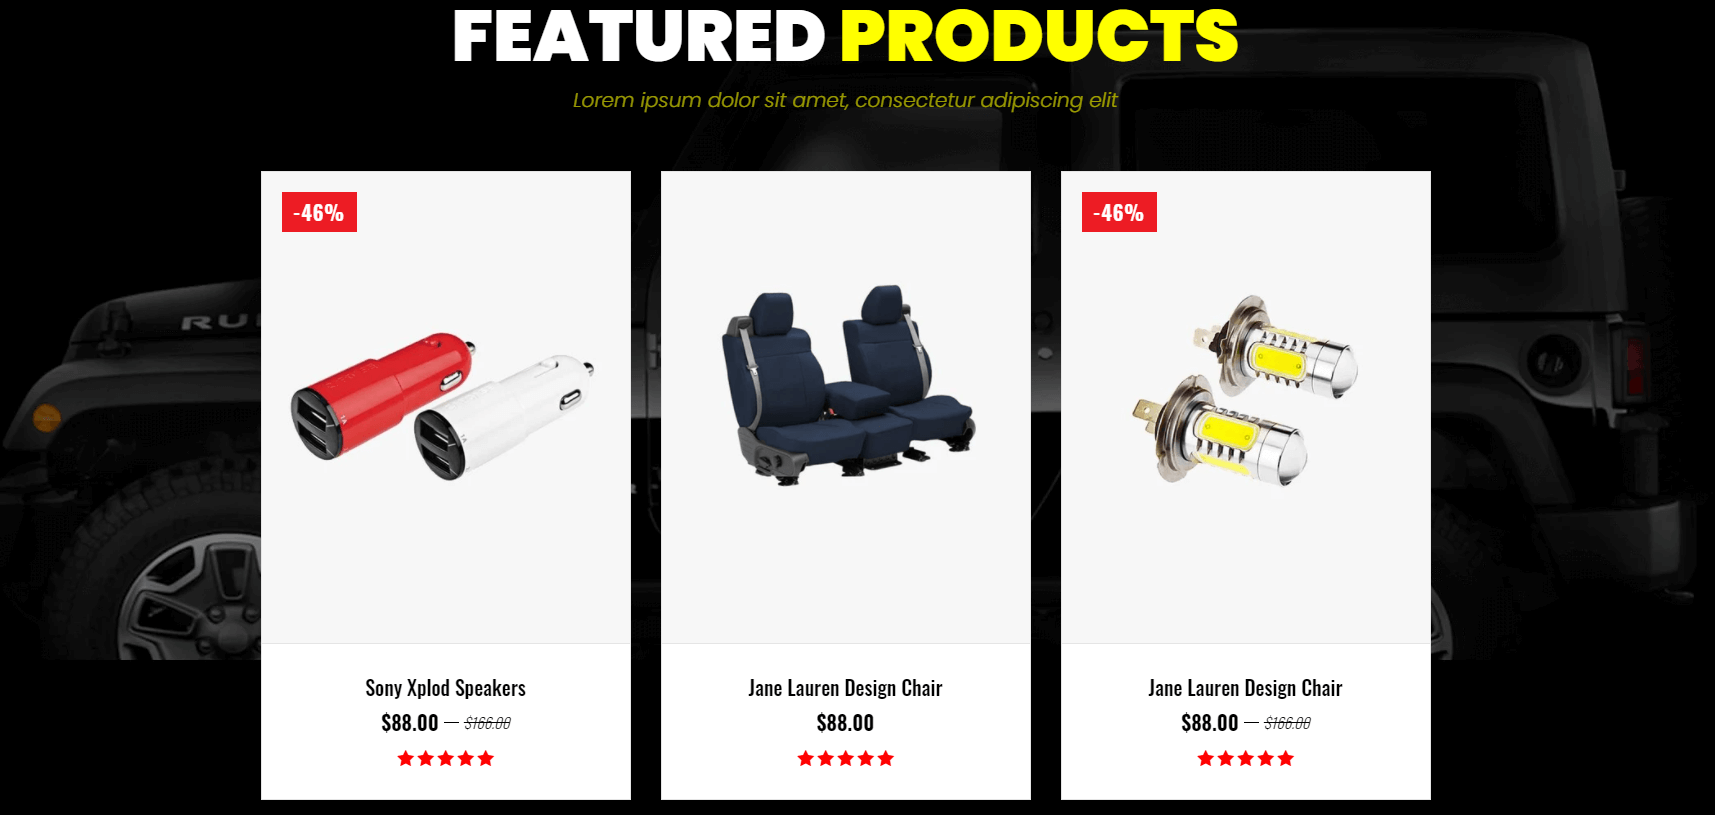 FEATURED PRODUCTS
Lorem ipsum dolor sit amet, consectetur adipiscing elit
-46%
-46%
RU
Sony Xplod Speakers
$88.00 — $166.00
★★★★★
Jane Lauren Design Chair
$88.00
★★★★★
Jane Lauren Design Chair
$88.00 — $166.00
★★★★★